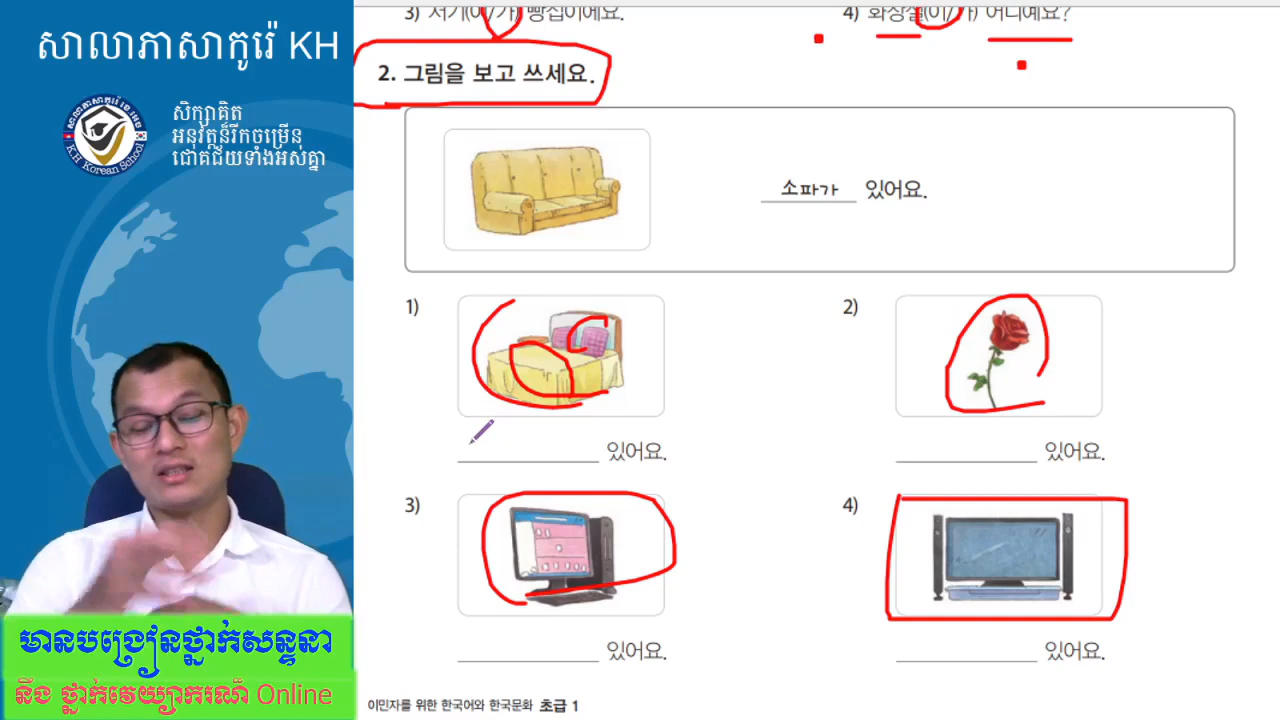 សាលាភាសាកូរ៉េ KH
សិក្សាគិត
អនុវត្តន៍រីកចម្រើន
ជោគជ័យទាំងអស់គ្នា
KH Korean School
មានបង្រៀនថ្នាក់សន្ទនា
និង ថ្នាក់វេយ្យាករណ៍ Online
3) 저기(이/가) 빵집이에요.
4) 화장실(이/가) 어디예요?
2. 그림을 보고 쓰세요.
소파가 있어요.
1)
2)
있어요.
있어요.
3)
4)
있어요.
있어요.
이민자를 위한 한국어와 한국문화 초급 1